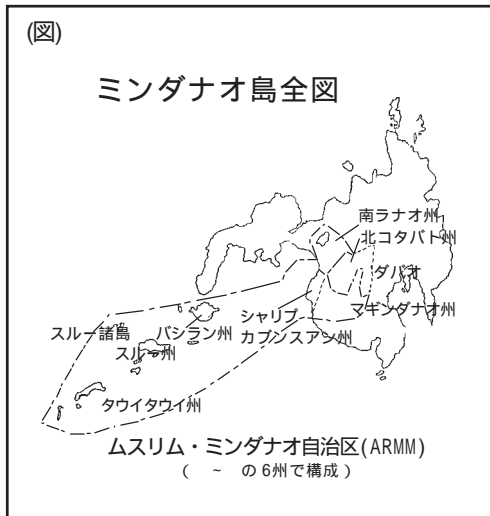 (図)
ミンダナオ島全図
南ラナオ州
北コタバト州
ダバオ
マギンダナオ州
シャリフ
カブンスアン州
スルー諸島
バシラン州
スルー州
タウイタウイ州
ムスリム・ミンダナオ自治区(ARMM)
( ~ の6州で構成)